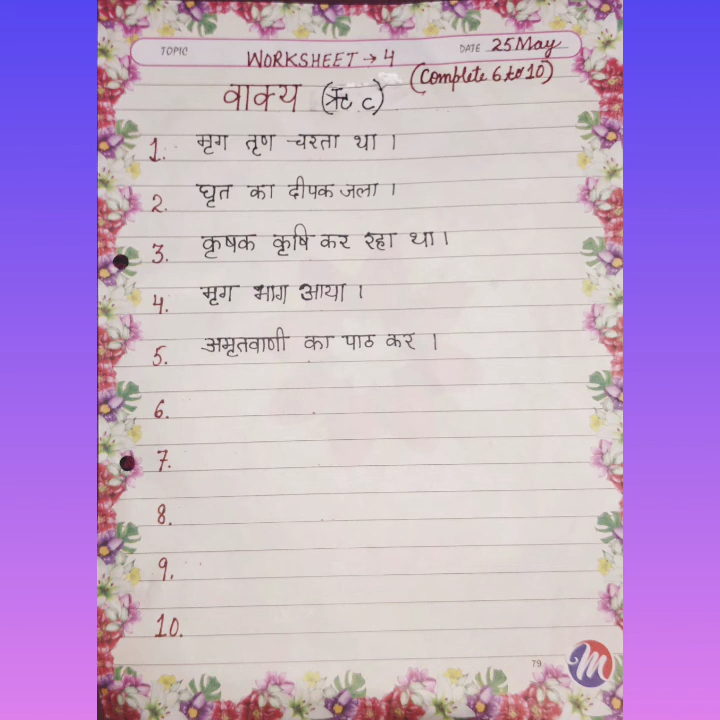 TOPIC WORKSHEET → 4 DATE 25 May
वाक्य (ऋ c) (Complete 6 to 10)
1. मृग तृण चरता था ।
2. घृत का दीपक जला ।
3. कृषक कृषि कर रहा था ।
4. मृग भाग आया ।
5. अमृतवाणी का पाठ कर ।
6.
7.
8.
9.
10.
79
m